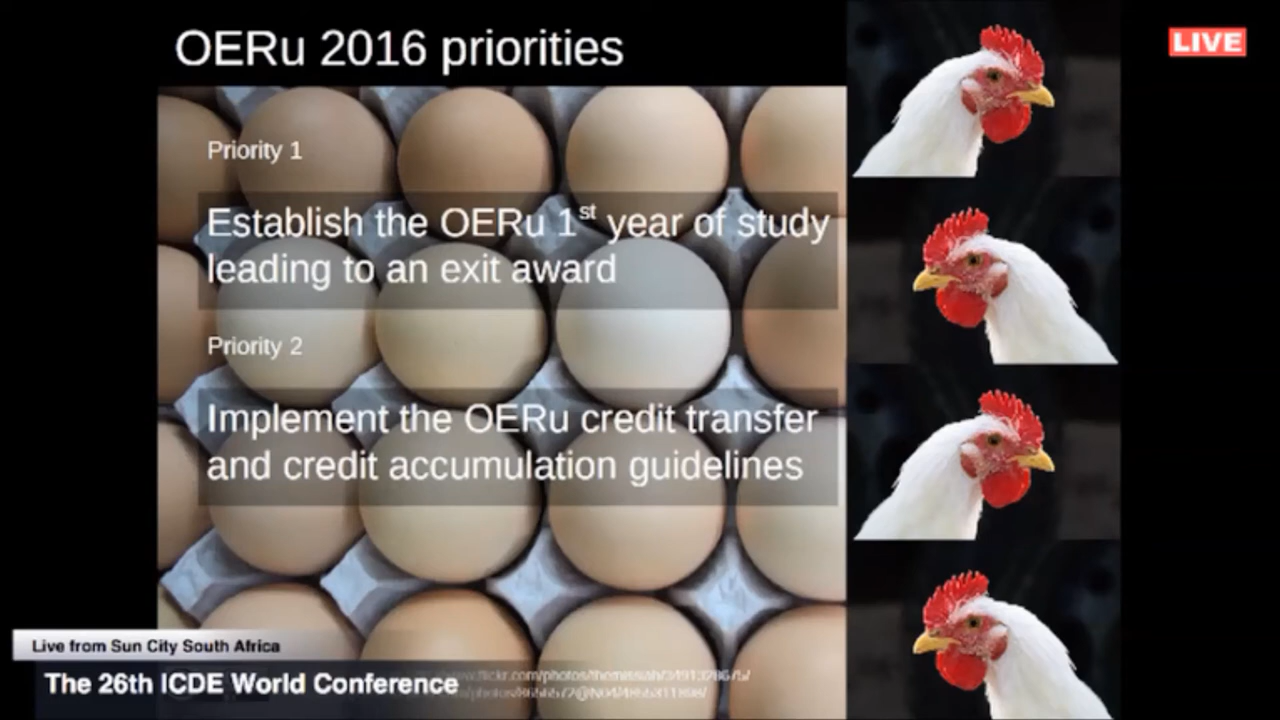 OERu 2016 priorities
LIVE
Priority 1
Establish the OERu 1st year of study
leading to an exit award
Priority 2
Implement the OERu credit transfer
and credit accumulation guidelines
Live from Sun City South Africa
The 26th ICDE World Conference